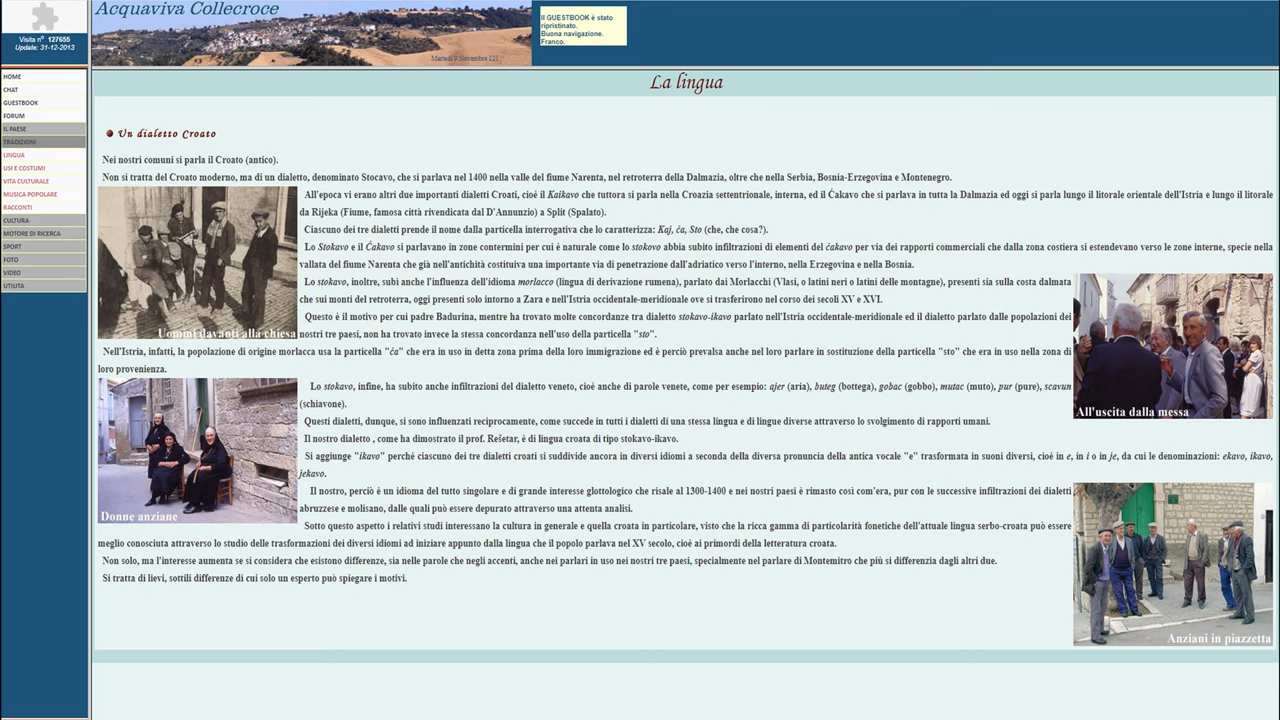 Visita n° 127655
Update: 31-12-2013
HOME
CHAT
GUESTBOOK
FORUM
IL PAESE
TRADIZIONI
LINGUA
USI E COSTUMI
VITA CULTURALE
MUSICA POPOLARE
RACCONTI
CULTURA
MOTORE DI RICERCA
SPORT
FOTO
VIDEO
UTILITA
Acquaviva Collecroce
Martedì 9 Novembre 121
Il GUESTBOOK è stato
ripristinato.
Buona navigazione.
Franco.
La lingua
Un dialetto Croato
Nei nostri comuni si parla il Croato (antico).
Non si tratta del Croato moderno, ma di un dialetto, denominato Stocavo, che si parlava nel 1400 nella valle del fiume Narenta, nel retroterra della Dalmazia, oltre che nella Serbia, Bosnia-Erzegovina e Montenegro.
All'epoca vi erano altri due importanti dialetti Croati, cioè il Kaikavo che tuttora si parla nella Croazia settentrionale, interna, ed il Ćakavo che si parlava in tutta la Dalmazia ed oggi si parla lungo il litorale orientale dell'Istria e lungo il litorale
da Rijeka (Fiume, famosa città rivendicata dal D'Annunzio) a Split (Spalato).
Ciascuno dei tre dialetti prende il nome dalla particella interrogativa che lo caratterizza: Kaj, ća, Sto (che, che cosa?).
Lo Stokavo e il Ćakavo si parlavano in zone contermini per cui è naturale come lo stokovo abbia subito infiltrazioni di elementi del ćakavo per via dei rapporti commerciali che dalla zona costiera si estendevano verso le zone interne, specie nella
vallata del fiume Narenta che già nell'antichità costituiva una importante via di penetrazione dall'adriatico verso l'interno, nella Erzegovina e nella Bosnia.
Lo stokavo, inoltre, subì anche l'influenza dell'idioma morlacco (lingua di derivazione rumena), parlato dai Morlacchi (Vlasi, o latini neri o latini delle montagne), presenti sia sulla costa dalmata
che sui monti del retroterra, oggi presenti solo intorno a Zara e nell'Istria occidentale-meridionale ove si trasferirono nel corso dei secoli XV e XVI.
Questo è il motivo per cui padre Badurina, mentre ha trovato molte concordanze tra dialetto stokavo-ikavo parlato nell'Istria occidentale-meridionale ed il dialetto parlato dalle popolazioni dei
nostri tre paesi, non ha trovato invece la stessa concordanza nell'uso della particella "sto".
Uomini davanti alla chiesa
Nell'Istria, infatti, la popolazione di origine morlacca usa la particella "ća" che era in uso in detta zona prima della loro immigrazione ed è perciò prevalsa anche nel loro parlare in sostituzione della particella "sto" che era in uso nella zona di
loro provenienza.
Lo stokavo, infine, ha subito anche infiltrazioni del dialetto veneto, cioè anche di parole venete, come per esempio: ajer (aria), buteg (bottega), gobac (gobbo), mutac (muto), pur (pure), scavun
(schiavone).
All'uscita dalla messa
Questi dialetti, dunque, si sono influenzati reciprocamente, come succede in tutti i dialetti di una stessa lingua e di lingue diverse attraverso lo svolgimento di rapporti umani.
Il nostro dialetto , come ha dimostrato il prof. Rešetar, è di lingua croata di tipo stokavo-ikavo.
Si aggiunge "ikavo" perché ciascuno dei tre dialetti croati si suddivide ancora in diversi idiomi a seconda della diversa pronuncia della antica vocale "e" trasformata in suoni diversi, cioè in e, in i o in je, da cui le denominazioni: ekavo, ikavo,
jekavo.
Il nostro, perciò è un idioma del tutto singolare e di grande interesse glottologico che risale al 1300-1400 e nei nostri paesi è rimasto così com'era, pur con le successive infiltrazioni dei dialetti
abruzzese e molisano, dalle quali può essere depurato attraverso una attenta analisi.
Donne anziane
Sotto questo aspetto i relativi studi interessano la cultura in generale e quella croata in particolare, visto che la ricca gamma di particolarità fonetiche dell'attuale lingua serbo-croata può essere
meglio conosciuta attraverso lo studio delle trasformazioni dei diversi idiomi ad iniziare appunto dalla lingua che il popolo parlava nel XV secolo, cioè ai primordi della letteratura croata.
Non solo, ma l'interesse aumenta se si considera che esistono differenze, sia nelle parole che negli accenti, anche nei parlari in uso nei nostri tre paesi, specialmente nel parlare di Montemitro che più si differenzia dagli altri due.
Si tratta di lievi, sottili differenze di cui solo un esperto può spiegare i motivi.
Anziani in piazzetta